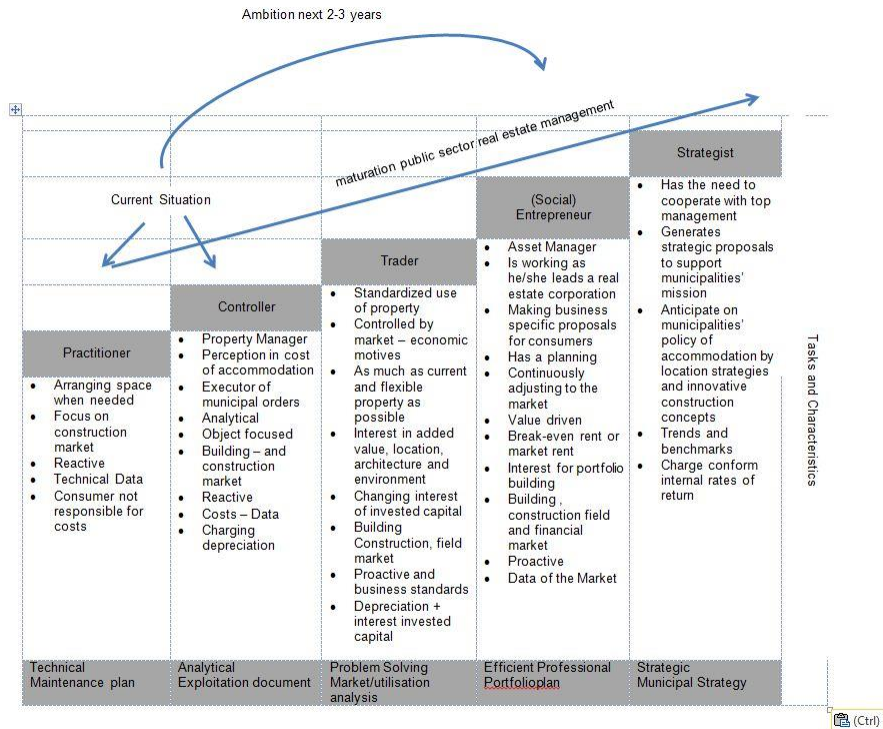 Ambition next 2-3 years
maturation public sector real estate management
Current Situation
Practitioner
• Arranging space
when needed
• Focus on
construction
market
• Reactive
• Technical Data
• Consumer not
responsible for
costs
Technical
Maintenance plan
Controller
• Property Manager
• Perception in cost
of accommodation
• Executor of
municipal orders
• Analytical
• Object focused
• Building – and
construction
market
• Reactive
• Costs – Data
• Charging
depreciation
Analytical
Exploitation document
Trader
• Standardized use
of property
• Controlled by
market – economic
motives
• As much as current
and flexible
property as
possible
• Interest in added
value, location,
architecture and
environment
• Changing interest
of invested capital
• Building
Construction, field
market
• Proactive and
business standards
• Depreciation +
interest invested
capital
Problem Solving
Market/utilisation
analysis
(Social)
Entrepreneur
• Asset Manager
• Is working as
he/she leads a real
estate corporation
• Making business
specific proposals
for consumers
• Has a planning
• Continuously
adjusting to the
market
• Value driven
• Break-even rent or
market rent
• Interest for portfolio
building
• Building ,
construction field
and financial
market
• Proactive
• Data of the Market
Efficient Professional
Portfolioplan
Strategist
• Has the need to
cooperate with top
management
• Generates
strategic proposals
to support
municipalities’
mission
• Anticipate on
municipalities’
policy of
accommodation by
location strategies
and innovative
construction
concepts
• Trends and
benchmarks
• Charge conform
internal rates of
return
Strategic
Municipal Strategy
Tasks and Characteristics
(Ctrl)